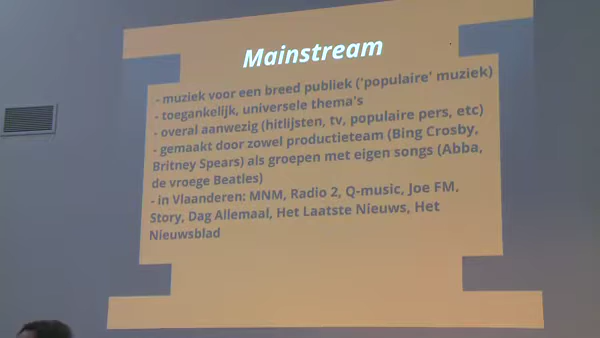 Mainstream
- muziek voor een breed publiek ('populaire' muziek)
- toegankelijk, universele thema's
- overal aanwezig (hitlijsten, tv, populaire pers, etc)
- gemaakt door zowel productieteam (Bing Crosby,
Britney Spears) als groepen met eigen songs (Abba,
de vroege Beatles)
- in Vlaanderen: MNM, Radio 2, Q-music, Joe FM,
Story, Dag Allemaal, Het Laatste Nieuws, Het
Nieuwsblad